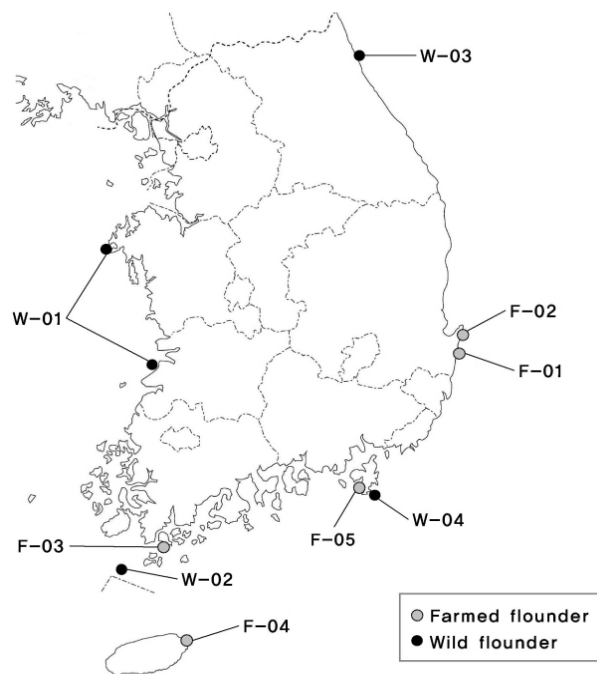 W-03
F-02
W-01
F-01
W-04
F-05
F-03
W-02
F-04
Farmed flounder
Wild flounder